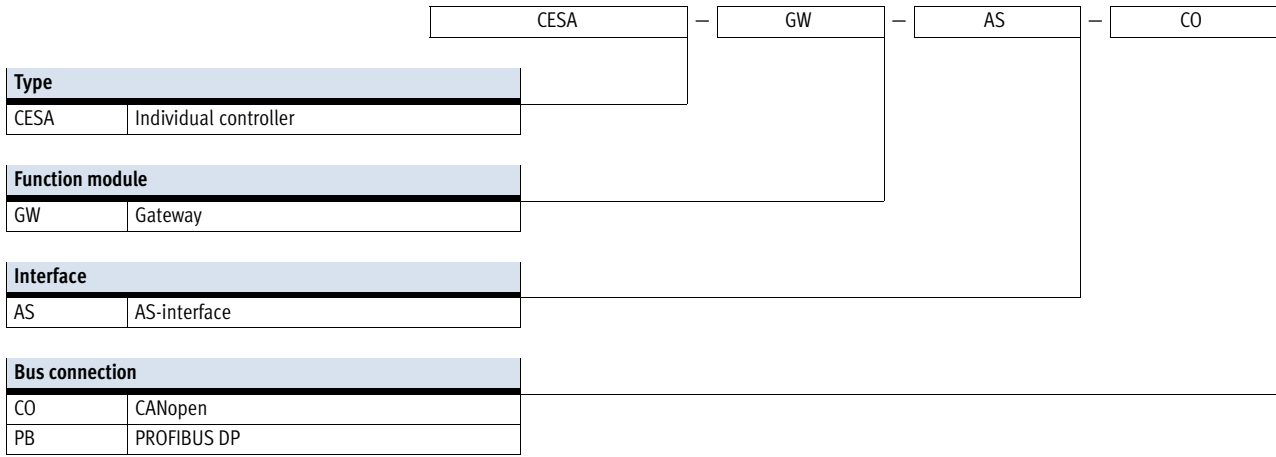 CESA – GW – AS – CO
Type
CESA Individual controller
Function module
GW Gateway
Interface
AS AS-interface
Bus connection
CO CANopen
PB PROFIBUS DP